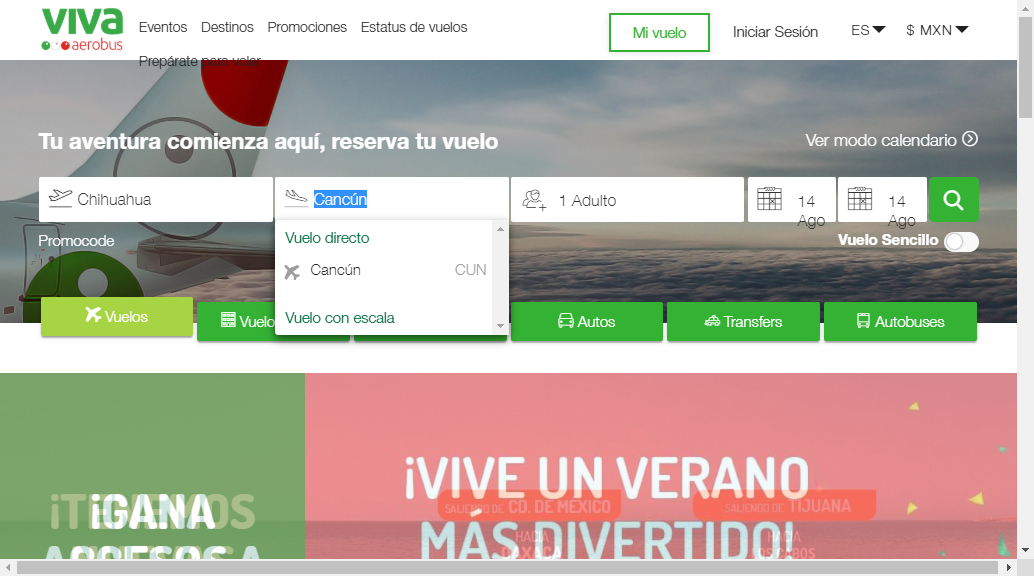 viva
aerobus
Eventos Destinos Promociones Estatus de vuelos
Prepárate para volar
Mi vuelo
Iniciar Sesión
ES
$ MXN
Tu aventura comienza aquí, reserva tu vuelo
Ver modo calendario
Chihuahua
Cancún
1 Adulto
14
Ago
14
Ago
Promocode
Vuelo Sencillo
Vuelo directo
Cancún CUN
Vuelo con escala
Vuelos
Vuelo
Autos
Transfers
Autobuses
¡GANA
ACCESOS A
¡VIVE UN VERANO
MÁS DIVERTIDO!
SALIENDO DE CD. DE MÉXICO
SALIENDO DE TIJUANA
HACIA
OAXACA
HACIA
LOS CABOS